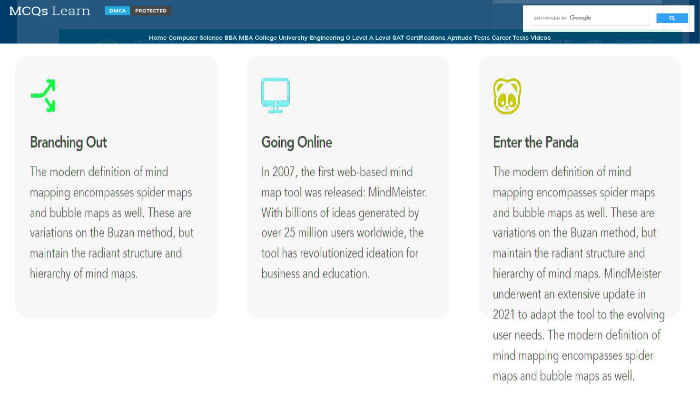 MCQs Learn
DMCA PROTECTED
ENHANCED BY Google
Home Computer Science BBA MBA College University Engineering O Level A Level SAT Certifications Aptitude Tests Career Tests Videos
Branching Out
The modern definition of mind
mapping encompasses spider maps
and bubble maps as well. These are
variations on the Buzan method, but
maintain the radiant structure and
hierarchy of mind maps.
Going Online
In 2007, the first web-based mind
map tool was released: MindMeister.
With billions of ideas generated by
over 25 million users worldwide, the
tool has revolutionized ideation for
business and education.
Enter the Panda
The modern definition of mind
mapping encompasses spider maps
and bubble maps as well. These are
variations on the Buzan method, but
maintain the radiant structure and
hierarchy of mind maps. MindMeister
underwent an extensive update in
2021 to adapt the tool to the evolving
user needs. The modern definition of
mind mapping encompasses spider
maps and bubble maps as well.